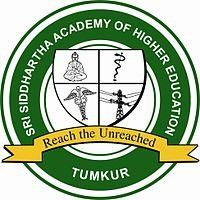 SRI SIDDHARTHA ACADEMY OF HIGHER EDUCATION
Reach the Unreached
TUMKUR